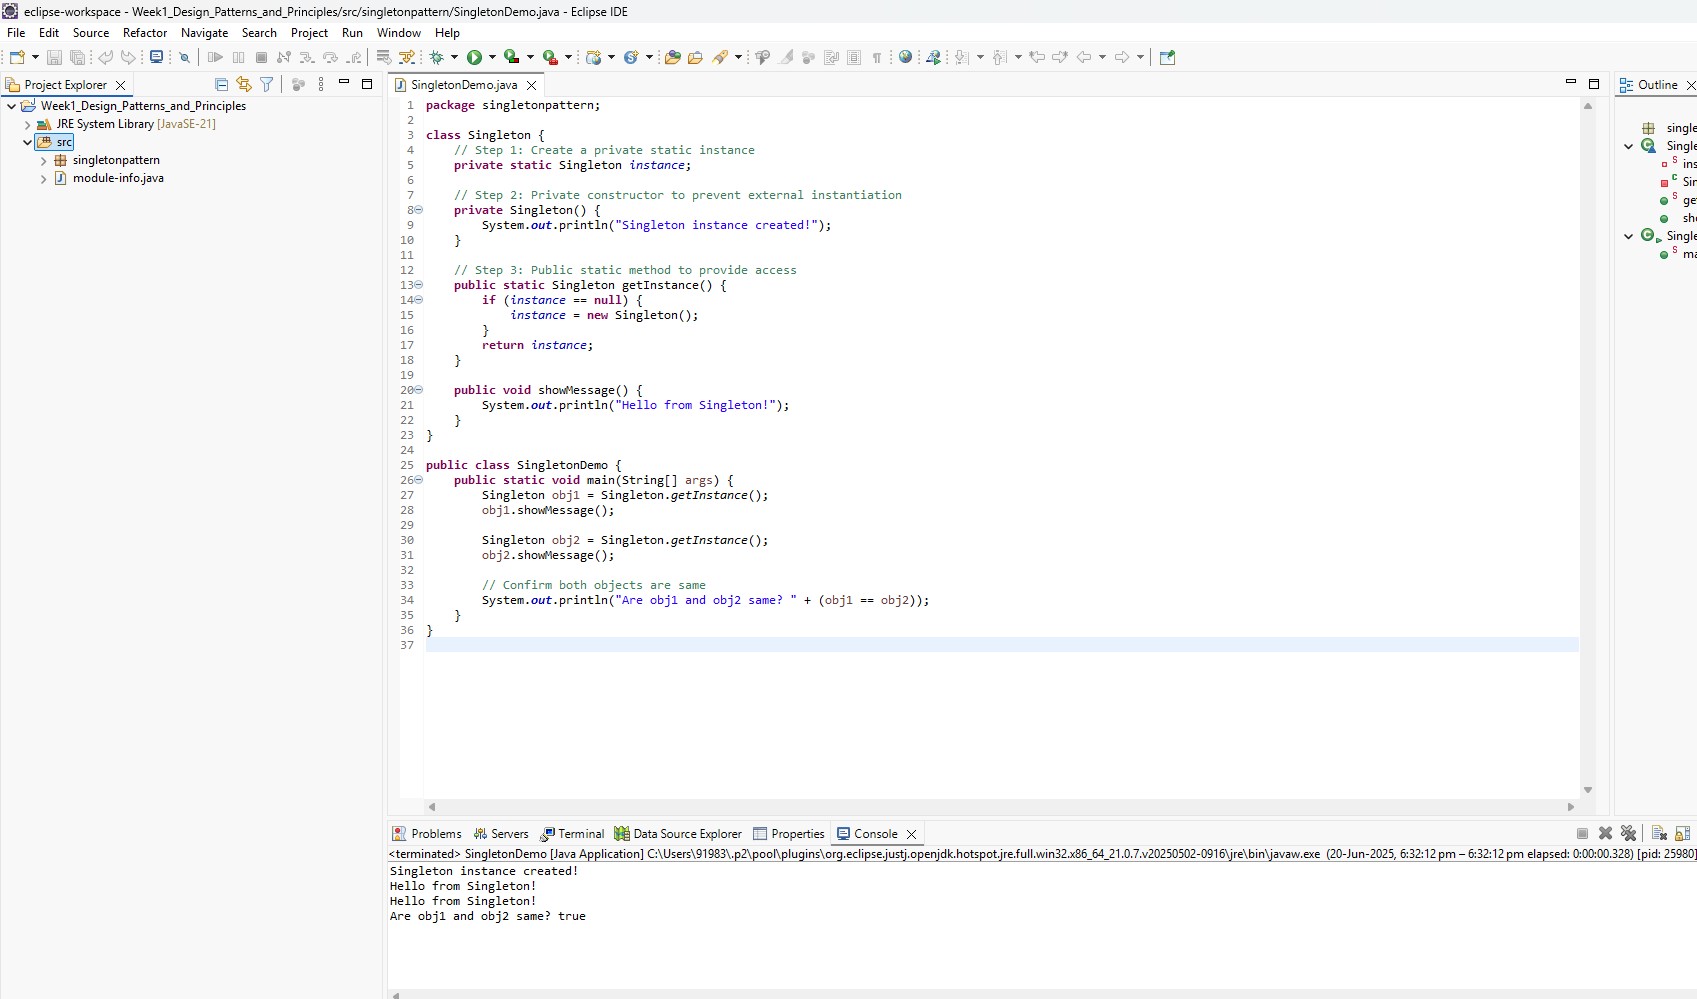 eclipse-workspace - Week1_Design_Patterns_and_Principles/src/singletonpattern/SingletonDemo.java - Eclipse IDE
File Edit Source Refactor Navigate Search Project Run Window Help
Project Explorer
Week1_Design_Patterns_and_Principles
JRE System Library [JavaSE-21]
src
singletonpattern
module-info.java
SingletonDemo.java
1 package singletonpattern;
2
3 class Singleton {
4     // Step 1: Create a private static instance
5     private static Singleton instance;
6
7     // Step 2: Private constructor to prevent external instantiation
8     private Singleton() {
9         System.out.println("Singleton instance created!");
10     }
11
12     // Step 3: Public static method to provide access
13     public static Singleton getInstance() {
14         if (instance == null) {
15             instance = new Singleton();
16         }
17         return instance;
18     }
19
20     public void showMessage() {
21         System.out.println("Hello from Singleton!");
22     }
23 }
24
25 public class SingletonDemo {
26     public static void main(String[] args) {
27         Singleton obj1 = Singleton.getInstance();
28         obj1.showMessage();
29
30         Singleton obj2 = Singleton.getInstance();
31         obj2.showMessage();
32
33         // Confirm both objects are same
34         System.out.println("Are obj1 and obj2 same? " + (obj1 == obj2));
35     }
36 }
37
Outline
single
Single
ins
Sin
get
sho
Single
ma
Problems Servers Terminal Data Source Explorer Properties Console
<terminated> SingletonDemo [Java Application] C:\Users\91983\.p2\pool\plugins\org.eclipse.justj.openjdk.hotspot.jre.full.win32.x86_64_21.0.7.v20250502-0916\jre\bin\javaw.exe (20-Jun-2025, 6:32:12 pm – 6:32:12 pm elapsed: 0:00:00.328) [pid: 25980]
Singleton instance created!
Hello from Singleton!
Hello from Singleton!
Are obj1 and obj2 same? true